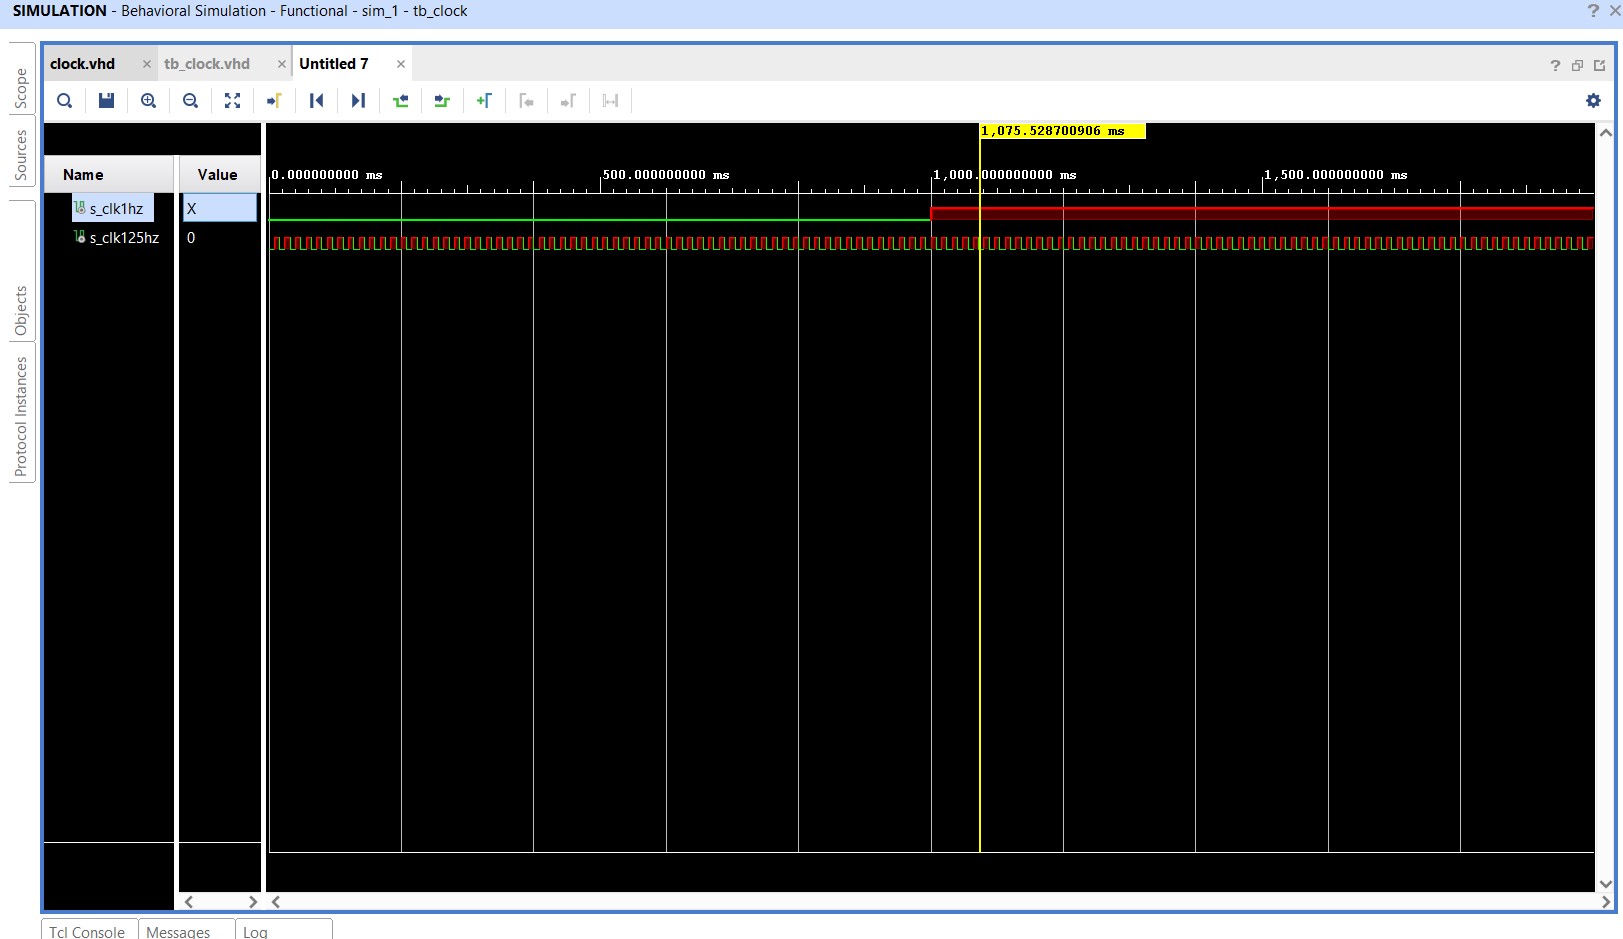 SIMULATION - Behavioral Simulation - Functional - sim_1 - tb_clock
? ×
Scope
Sources
Objects
Protocol Instances
clock.vhd ×
tb_clock.vhd ×
Untitled 7 ×
?
1,075.528700906 ms
Name
Value
0.000000000 ms
500.000000000 ms
1,000.000000000 ms
1,500.000000000 ms
s_clk1hz
X
s_clk125hz
0
Tcl Console
Messages
Log